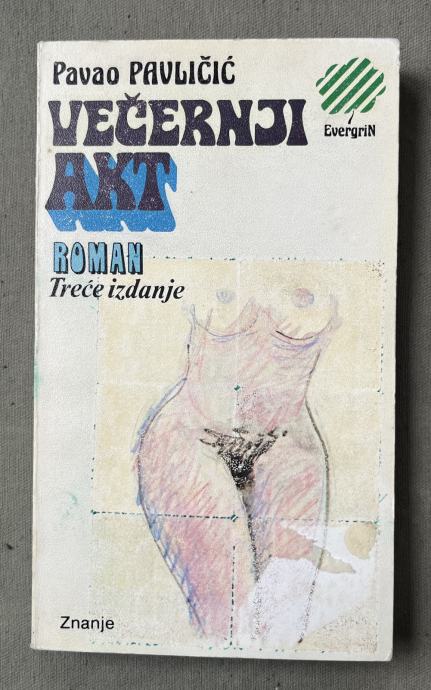 Pavao PAVLIČIĆ
VEČERNJI
AKT
EvergriN
ROMAN
Treće izdanje
Znanje